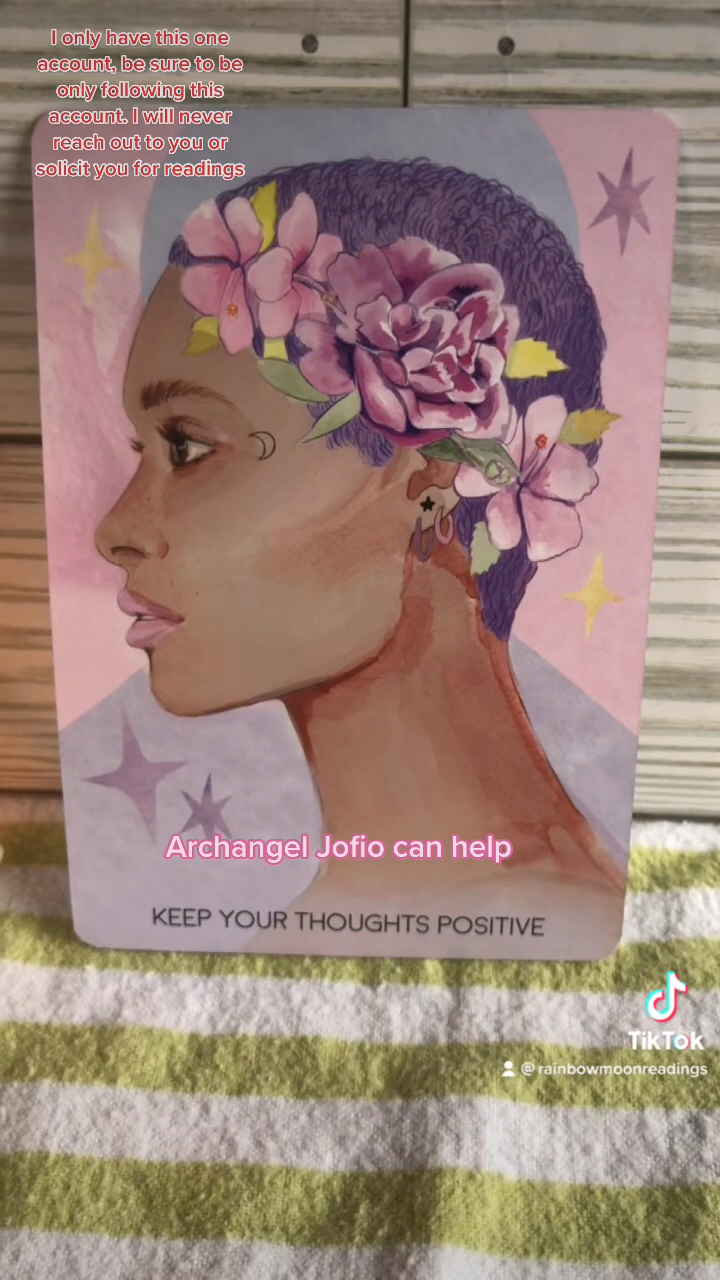 I only have this one
account, be sure to be
only following this
account. I will never
reach out to you or
solicit you for readings
Archangel Jofio can help
KEEP YOUR THOUGHTS POSITIVE
TikTok
@rainbowmoonreadings